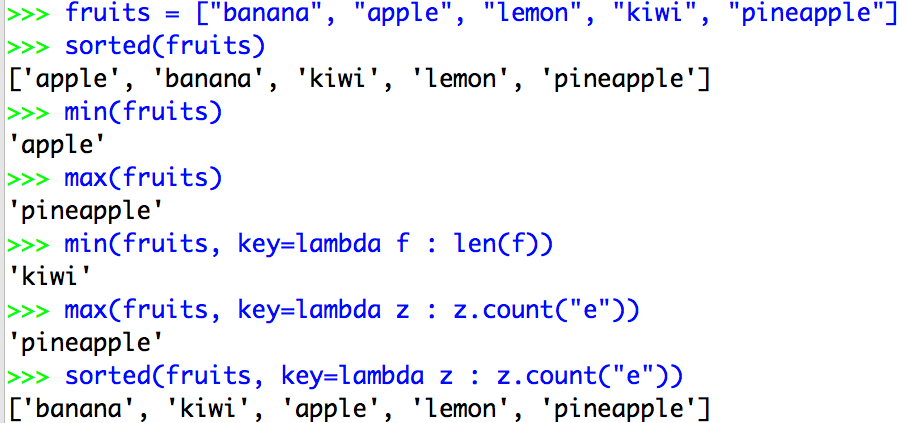 >>> fruits = ["banana", "apple", "lemon", "kiwi", "pineapple"]
>>> sorted(fruits)
['apple', 'banana', 'kiwi', 'lemon', 'pineapple']
>>> min(fruits)
'apple'
>>> max(fruits)
'pineapple'
>>> min(fruits, key=lambda f : len(f))
'kiwi'
>>> max(fruits, key=lambda z : z.count("e"))
'pineapple'
>>> sorted(fruits, key=lambda z : z.count("e"))
['banana', 'kiwi', 'apple', 'lemon', 'pineapple']